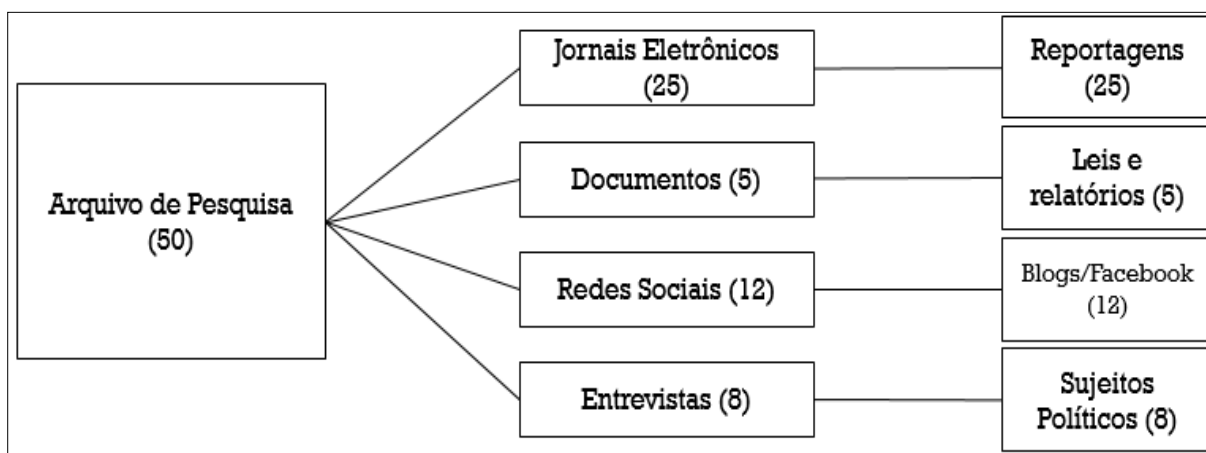 Arquivo de Pesquisa
(50)
Jornais Eletrônicos
(25)
Reportagens
(25)
Documentos (5)
Leis e
relatórios (5)
Redes Sociais (12)
Blogs/Facebook
(12)
Entrevistas (8)
Sujeitos
Políticos (8)